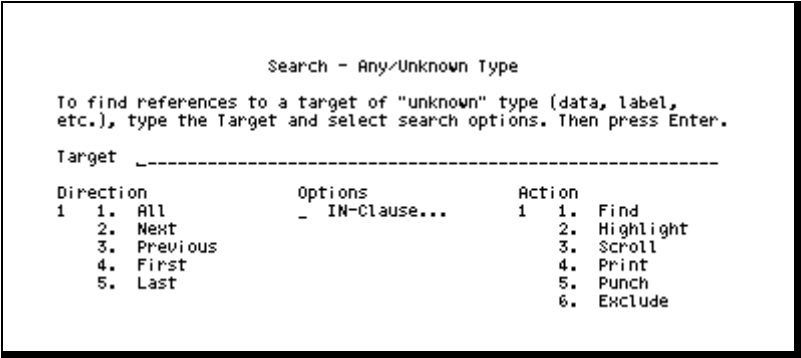 Search - Any/Unknown Type
To find references to a target of "unknown" type (data, label,
etc.), type the Target and select search options. Then press Enter.
Target _________________________________________________________
Direction Options Action
1 1. All _ IN-Clause... 1 1. Find
2. Next 2. Highlight
3. Previous 3. Scroll
4. First 4. Print
5. Last 5. Punch
6. Exclude